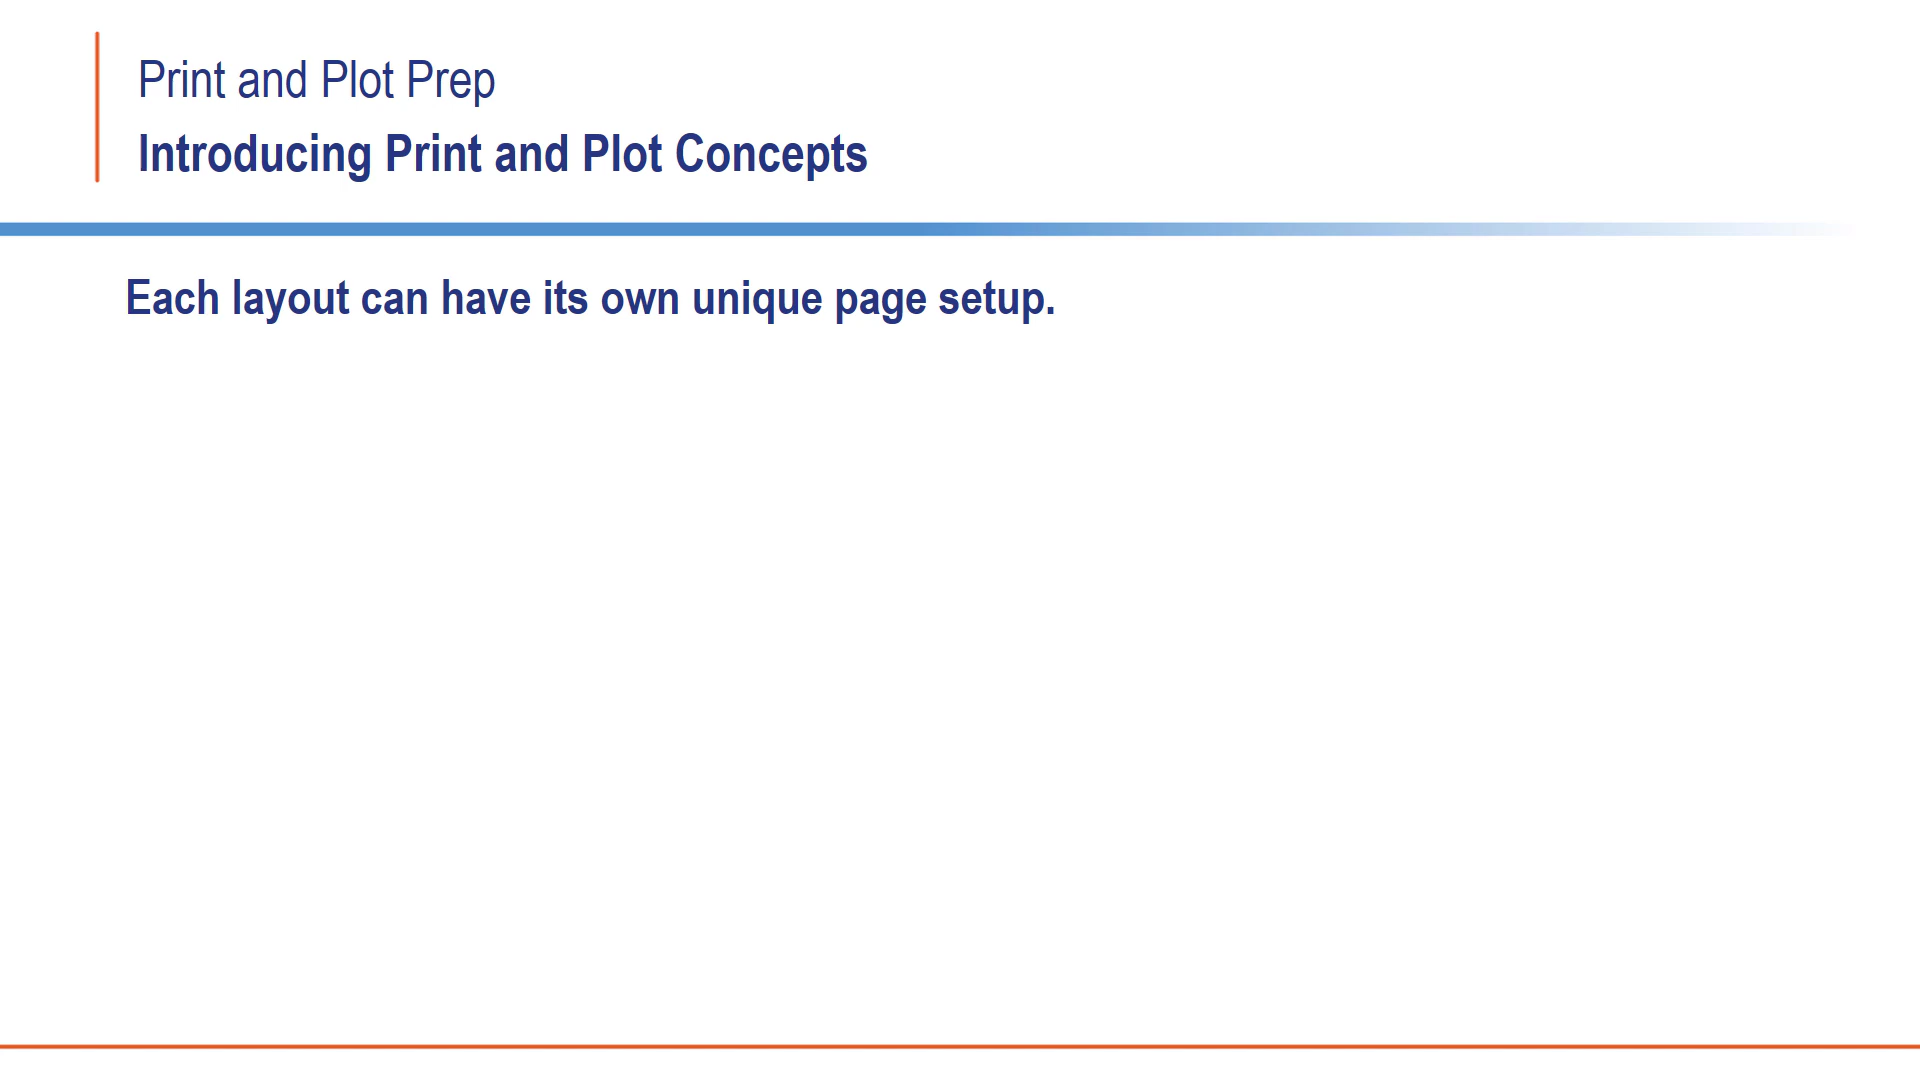 Print and Plot Prep
Introducing Print and Plot Concepts
Each layout can have its own unique page setup.